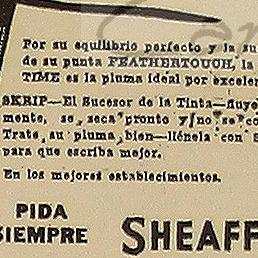 Por su equilibrio perfecto y la su
de su punta FEATHERTOUCH, la
TIME es la pluma ideal por excelen
SKRIP—El Sucesor de la Tinta—fluye
mente, se seca pronto y no se co
Trate su pluma bien—llénela con S
para que escriba mejor.
En los mejores establecimientos.
PIDA
SIEMPRE
SHEAFF